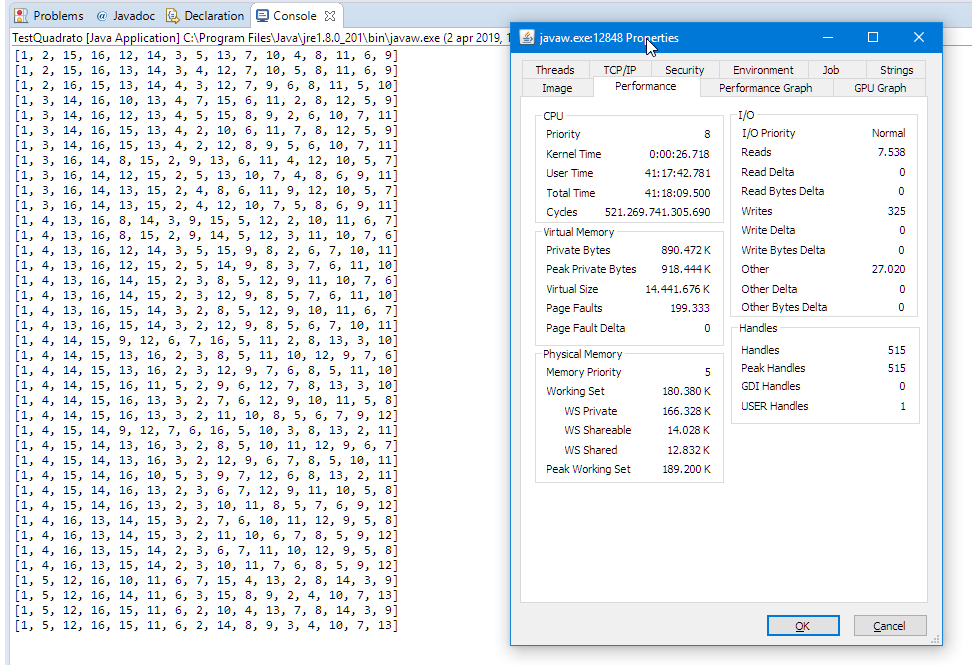 Problems @ Javadoc Declaration Console
TestQuadrato [Java Application] C:\Program Files\Java\jre1.8.0_201\bin\javaw.exe (2 apr 2019, 1
[1, 2, 15, 16, 12, 14, 3, 5, 13, 7, 10, 4, 8, 11, 6, 9]
[1, 2, 15, 16, 13, 14, 3, 4, 12, 7, 10, 5, 8, 11, 6, 9]
[1, 2, 16, 15, 13, 14, 4, 3, 12, 7, 9, 6, 8, 11, 5, 10]
[1, 3, 14, 16, 10, 13, 4, 7, 15, 6, 11, 2, 8, 12, 5, 9]
[1, 3, 14, 16, 12, 13, 4, 5, 15, 8, 9, 2, 6, 10, 7, 11]
[1, 3, 14, 16, 15, 13, 4, 2, 10, 6, 11, 7, 8, 12, 5, 9]
[1, 3, 14, 16, 15, 13, 4, 2, 12, 8, 9, 5, 6, 10, 7, 11]
[1, 3, 16, 14, 8, 15, 2, 9, 13, 6, 11, 4, 12, 10, 5, 7]
[1, 3, 16, 14, 12, 15, 2, 5, 13, 10, 7, 4, 8, 6, 9, 11]
[1, 3, 16, 14, 13, 15, 2, 4, 8, 6, 11, 9, 12, 10, 5, 7]
[1, 3, 16, 14, 13, 15, 2, 4, 12, 10, 7, 5, 8, 6, 9, 11]
[1, 4, 13, 16, 8, 14, 3, 9, 15, 5, 12, 2, 10, 11, 6, 7]
[1, 4, 13, 16, 8, 15, 2, 9, 14, 5, 12, 3, 11, 10, 7, 6]
[1, 4, 13, 16, 12, 14, 3, 5, 15, 9, 8, 2, 6, 7, 10, 11]
[1, 4, 13, 16, 12, 15, 2, 5, 14, 9, 8, 3, 7, 6, 11, 10]
[1, 4, 13, 16, 14, 15, 2, 3, 8, 5, 12, 9, 11, 10, 7, 6]
[1, 4, 13, 16, 14, 15, 2, 3, 12, 9, 8, 5, 7, 6, 11, 10]
[1, 4, 13, 16, 15, 14, 3, 2, 8, 5, 12, 9, 10, 11, 6, 7]
[1, 4, 13, 16, 15, 14, 3, 2, 12, 9, 8, 5, 6, 7, 10, 11]
[1, 4, 14, 15, 9, 12, 6, 7, 16, 5, 11, 2, 8, 13, 3, 10]
[1, 4, 14, 15, 13, 16, 2, 3, 8, 5, 11, 10, 12, 9, 7, 6]
[1, 4, 14, 15, 13, 16, 2, 3, 12, 9, 7, 6, 8, 5, 11, 10]
[1, 4, 14, 15, 16, 11, 5, 2, 9, 6, 12, 7, 8, 13, 3, 10]
[1, 4, 14, 15, 16, 13, 3, 2, 7, 6, 12, 9, 10, 11, 5, 8]
[1, 4, 14, 15, 16, 13, 3, 2, 11, 10, 8, 5, 6, 7, 9, 12]
[1, 4, 15, 14, 9, 12, 7, 6, 16, 5, 10, 3, 8, 13, 2, 11]
[1, 4, 15, 14, 13, 16, 3, 2, 8, 5, 10, 11, 12, 9, 6, 7]
[1, 4, 15, 14, 13, 16, 3, 2, 12, 9, 6, 7, 8, 5, 10, 11]
[1, 4, 15, 14, 16, 10, 5, 3, 9, 7, 12, 6, 8, 13, 2, 11]
[1, 4, 15, 14, 16, 13, 2, 3, 6, 7, 12, 9, 11, 10, 5, 8]
[1, 4, 15, 14, 16, 13, 2, 3, 10, 11, 8, 5, 7, 6, 9, 12]
[1, 4, 16, 13, 14, 15, 3, 2, 7, 6, 10, 11, 12, 9, 5, 8]
[1, 4, 16, 13, 14, 15, 3, 2, 11, 10, 6, 7, 8, 5, 9, 12]
[1, 4, 16, 13, 15, 14, 2, 3, 6, 7, 11, 10, 12, 9, 5, 8]
[1, 4, 16, 13, 15, 14, 2, 3, 10, 11, 7, 6, 8, 5, 9, 12]
[1, 5, 12, 16, 10, 11, 6, 7, 15, 4, 13, 2, 8, 14, 3, 9]
[1, 5, 12, 16, 14, 11, 6, 3, 15, 8, 9, 2, 4, 10, 7, 13]
[1, 5, 12, 16, 15, 11, 6, 2, 10, 4, 13, 7, 8, 14, 3, 9]
[1, 5, 12, 16, 15, 11, 6, 2, 14, 8, 9, 3, 4, 10, 7, 13]
javaw.exe:12848 Properties
Threads TCP/IP Security Environment Job Strings
Image Performance Performance Graph GPU Graph
CPU
Priority 8
Kernel Time 0:00:26.718
User Time 41:17:42.781
Total Time 41:18:09.500
Cycles 521.269.741.305.690
Virtual Memory
Private Bytes 890.472 K
Peak Private Bytes 918.444 K
Virtual Size 14.441.676 K
Page Faults 199.333
Page Fault Delta 0
Physical Memory
Memory Priority 5
Working Set 180.380 K
WS Private 166.328 K
WS Shareable 14.028 K
WS Shared 12.832 K
Peak Working Set 189.200 K
I/O
I/O Priority Normal
Reads 7.538
Read Delta 0
Read Bytes Delta 0
Writes 325
Write Delta 0
Write Bytes Delta 0
Other 27.020
Other Delta 0
Other Bytes Delta 0
Handles
Handles 515
Peak Handles 515
GDI Handles 0
USER Handles 1
OK Cancel